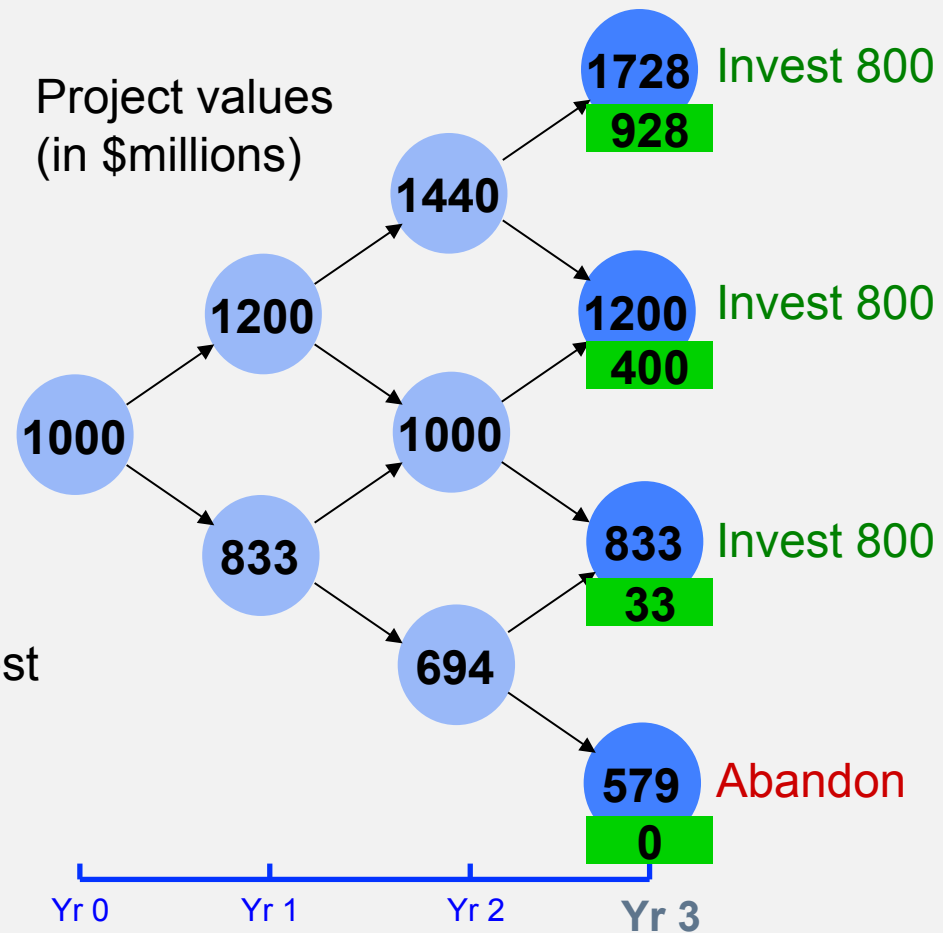 Project values
(in $millions)
1728
Invest 800
928
1440
1200
1200
Invest 800
400
1000
1000
833
833
Invest 800
33
694
st
579
Abandon
0
Yr 0
Yr 1
Yr 2
Yr 3